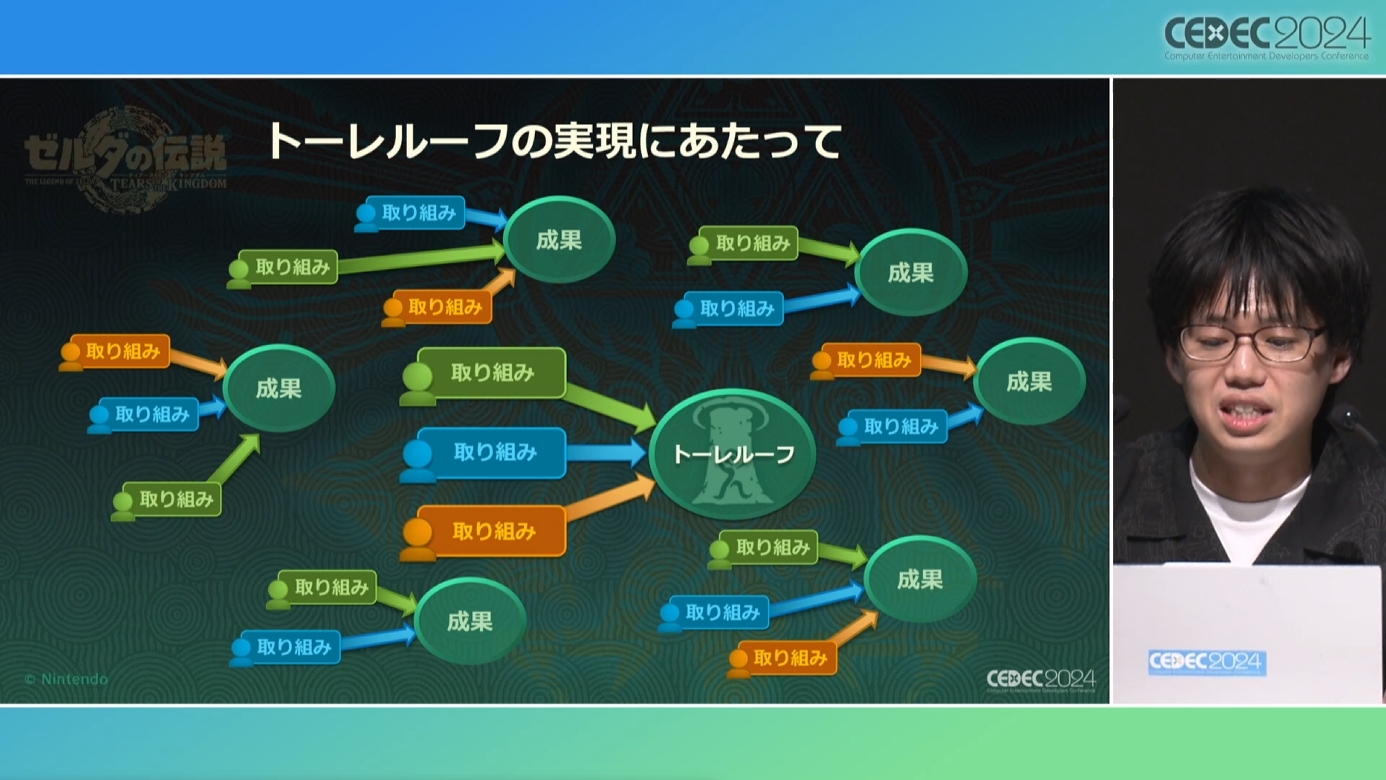 CEDEC2024
Computer Entertainment Developers Conference
ゼルダの伝説
THE LEGEND OF ZELDA
TEARS OF THE KINGDOM
トーレルーフの実現にあたって
取り組み
取り組み
取り組み
成果
取り組み
取り組み
成果
取り組み
取り組み
取り組み
成果
取り組み
取り組み
取り組み
トーレルーフ
取り組み
取り組み
成果
取り組み
取り組み
成果
取り組み
取り組み
取り組み
成果
© Nintendo
CEDEC2024
Computer Entertainment Developers Conference
CEDEC2024